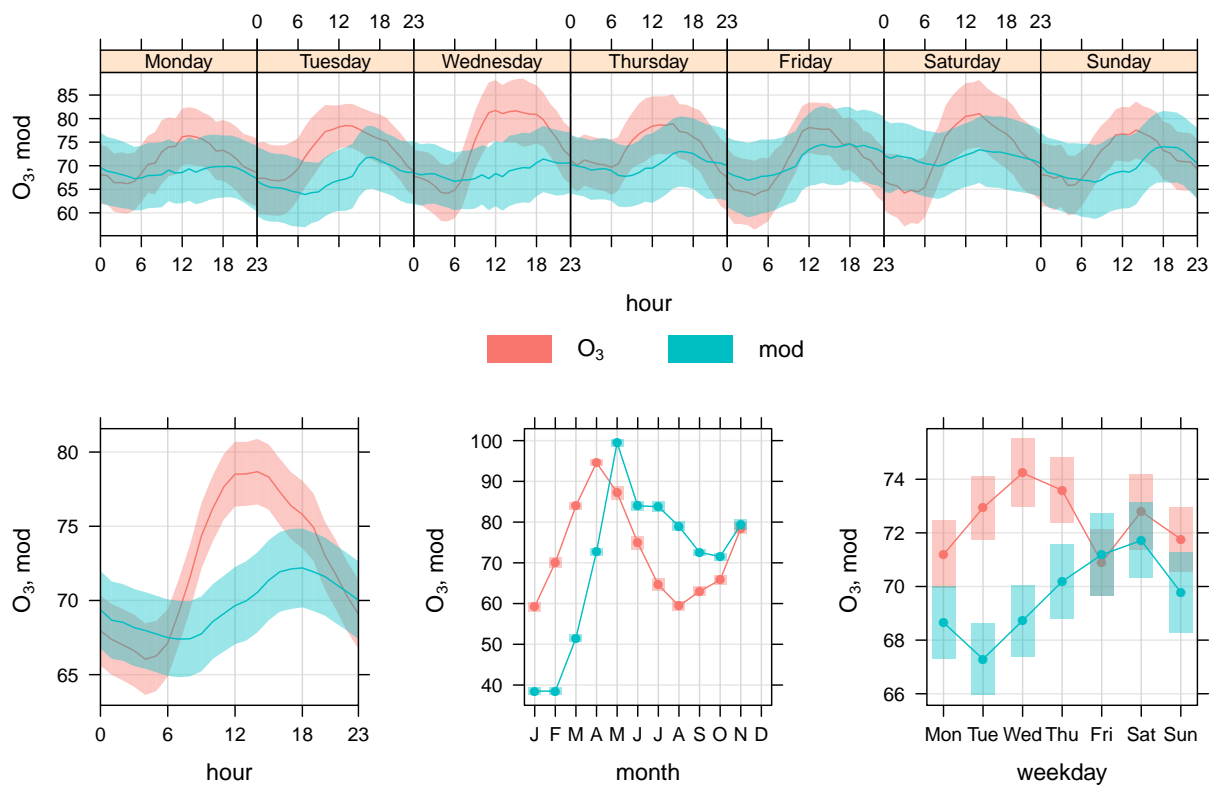 0 6 12 18 23 0 6 12 18 23 0 6 12 18 23
Monday Tuesday Wednesday Thursday Friday Saturday Sunday
O₃, mod
85
80
75
70
65
60
0 6 12 18 23 0 6 12 18 23 0 6 12 18 23 0 6 12 18 23
hour
O₃ mod
O₃, mod
80
75
70
65
0 6 12 18 23
hour
O₃, mod
100
90
80
70
60
50
40
J F M A M J J A S O N D
month
O₃, mod
74
72
70
68
66
Mon Tue Wed Thu Fri Sat Sun
weekday